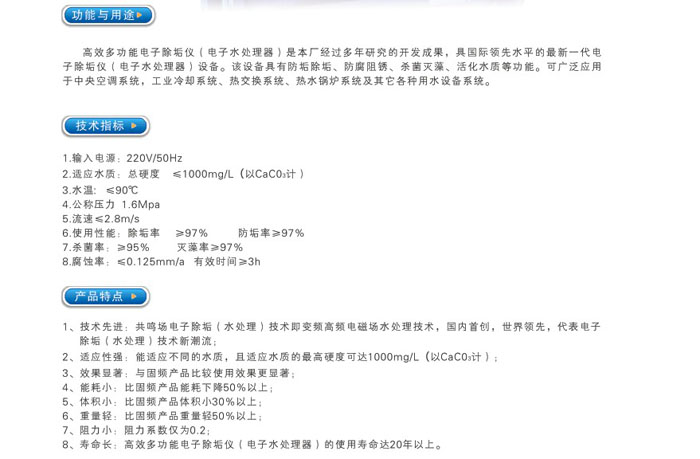 功能与用途
高效多功能电子除垢仪（电子水处理器）是本厂经过多年研究的开发成果，具国际领先水平的最新一代电
子除垢仪（电子水处理器）设备。该设备具有防垢除垢、防腐阻锈、杀菌灭藻、活化水质等功能。可广泛应用
于中央空调系统，工业冷却系统、热交换系统、热水锅炉系统及其它各种用水设备系统。
技术指标
1.输入电源：220V/50Hz
2.适应水质：总硬度 ≤1000mg/L（以CaC0₃计）
3.水温: ≤90℃
4.公称压力 1.6Mpa
5.流速≤2.8m/s
6.使用性能：除垢率 ≥97% 防垢率≥97%
7.杀菌率：≥95% 灭藻率≥97%
8.腐蚀率：≤0.125mm/a 有效时间≥3h
产品特点
1、技术先进：共鸣场电子除垢（水处理）技术即变频高频电磁场水处理技术，国内首创，世界领先，代表电子
除垢（水处理）技术新潮流；
2、适应性强：能适应不同的水质，且适应水质的最高硬度可达1000mg/L（以CaC0₃计）；
3、效果显著：与固频产品比较使用效果更显著；
4、能耗小：比固频产品能耗下降50%以上；
5、体积小：比固频产品体积小30%以上；
6、重量轻：比固频产品重量轻50%以上；
7、阻力小：阻力系数仅为0.2；
8、寿命长：高效多功能电子除垢仪（电子水处理器）的使用寿命达20年以上。